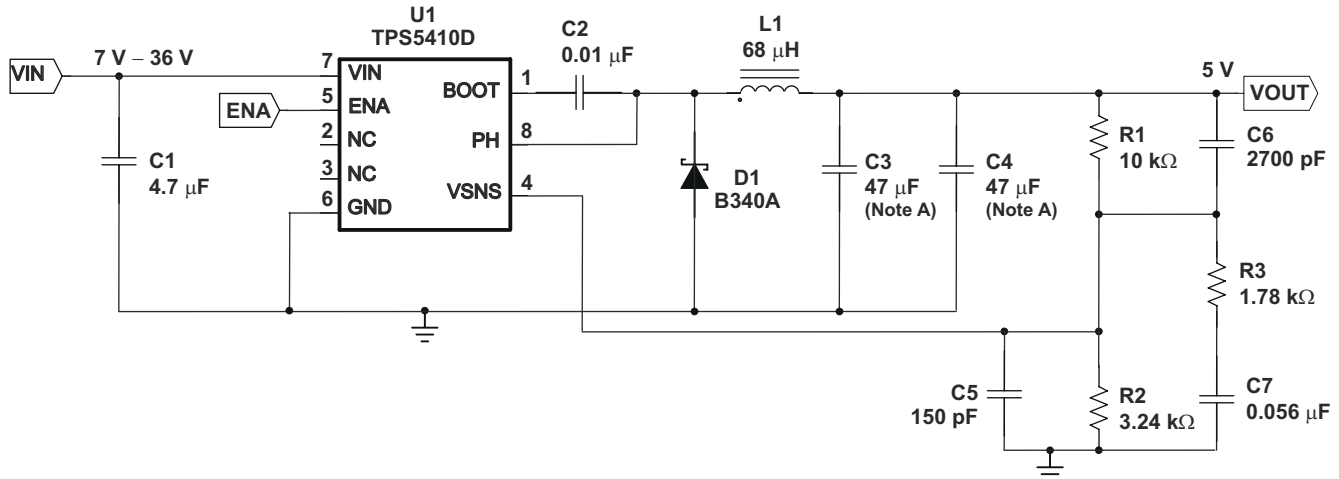 U1
TPS5410D
C2
0.01 μF
L1
68 μH
VIN
7 V – 36 V
7
VIN
BOOT
1
5 V
VOUT
ENA
5
ENA
2
NC
PH
8
3
NC
VSNS
4
6
GND
C1
4.7 μF
D1
B340A
C3
47 μF
(Note A)
C4
47 μF
(Note A)
R1
10 kΩ
C6
2700 pF
R3
1.78 kΩ
C5
150 pF
R2
3.24 kΩ
C7
0.056 μF